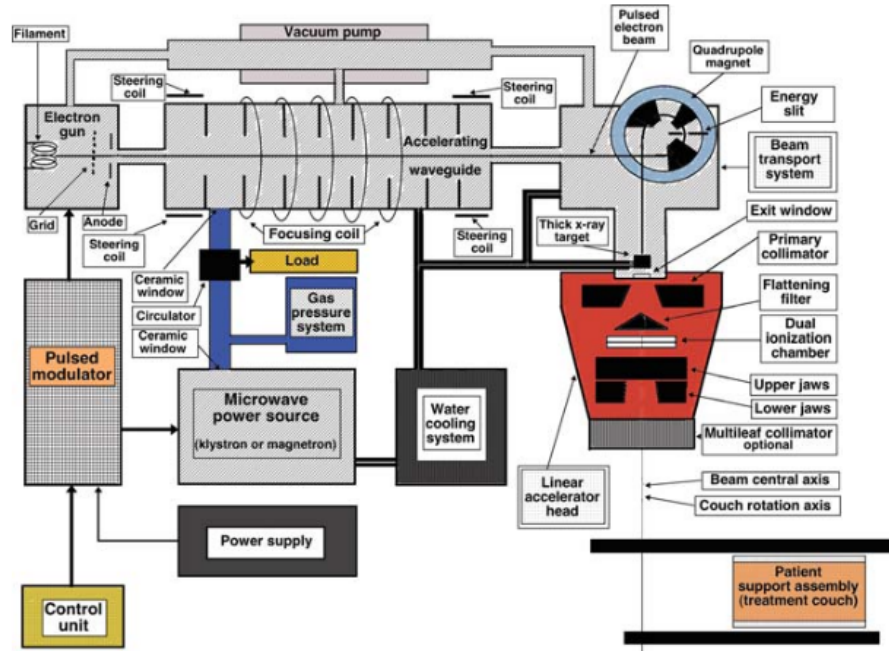 Filament
Vacuum pump
Pulsed
electron
beam
Quadrupole
magnet
Steering
coil
Steering
coil
Energy
slit
Electron
gun
Accelerating
waveguide
Beam
transport
system
Grid
Anode
Steering
coil
Focusing coil
Steering
coil
Thick x-ray
target
Exit window
Primary
collimator
Ceramic
window
Load
Circulator
Gas
pressure
system
Flattening
filter
Ceramic
window
Dual
ionization
chamber
Pulsed
modulator
Microwave
power source
(klystron or magnetron)
Water
cooling
system
Upper jaws
Lower jaws
Multileaf collimator
optional
Linear
accelerator
head
Beam central axis
Couch rotation axis
Power supply
Control
unit
Patient
support assembly
(treatment couch)